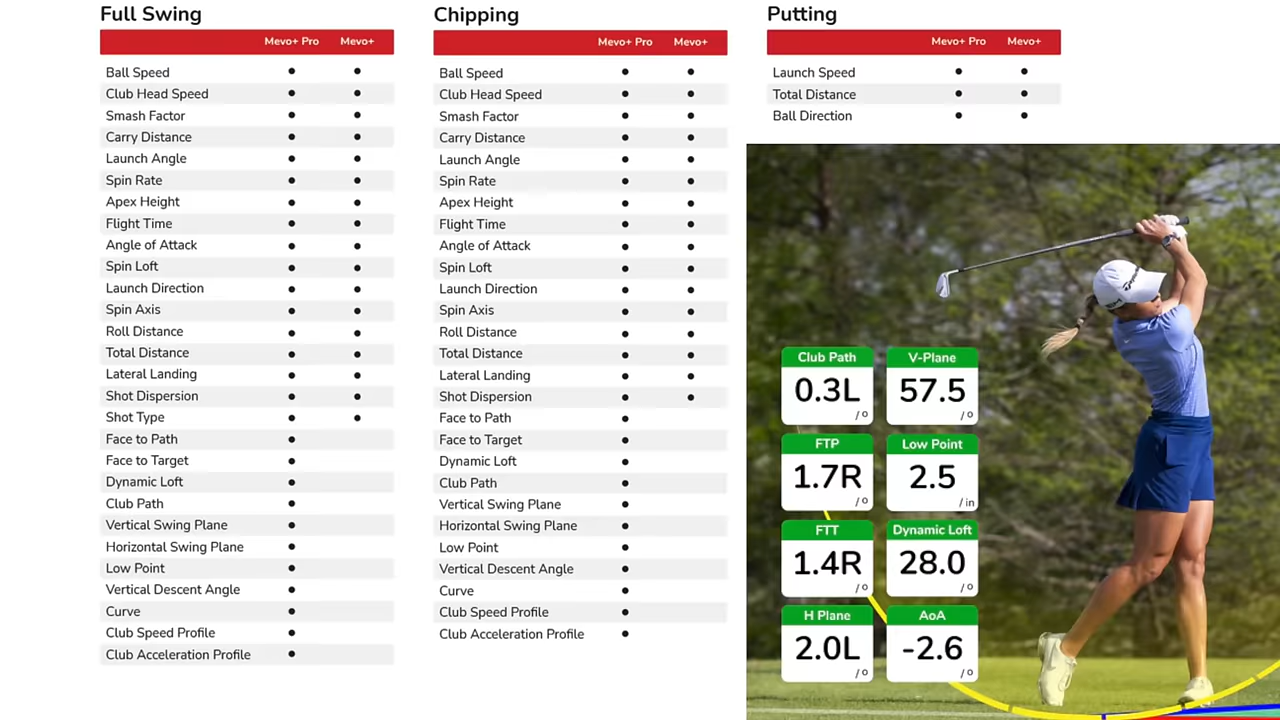 Full Swing
Mevo+ Pro Mevo+
Ball Speed
Club Head Speed
Smash Factor
Carry Distance
Launch Angle
Spin Rate
Apex Height
Flight Time
Angle of Attack
Spin Loft
Launch Direction
Spin Axis
Roll Distance
Total Distance
Lateral Landing
Shot Dispersion
Shot Type
Face to Path
Face to Target
Dynamic Loft
Club Path
Vertical Swing Plane
Horizontal Swing Plane
Low Point
Vertical Descent Angle
Curve
Club Speed Profile
Club Acceleration Profile
Chipping
Mevo+ Pro Mevo+
Ball Speed
Club Head Speed
Smash Factor
Carry Distance
Launch Angle
Spin Rate
Apex Height
Flight Time
Angle of Attack
Spin Loft
Launch Direction
Spin Axis
Roll Distance
Total Distance
Lateral Landing
Shot Dispersion
Face to Path
Face to Target
Dynamic Loft
Club Path
Vertical Swing Plane
Horizontal Swing Plane
Low Point
Vertical Descent Angle
Curve
Club Speed Profile
Club Acceleration Profile
Putting
Mevo+ Pro Mevo+
Launch Speed
Total Distance
Ball Direction
Club Path
0.3L
/ º
V-Plane
57.5
/ º
FTP
1.7R
/ º
Low Point
2.5
/ in
FTT
1.4R
/ º
Dynamic Loft
28.0
/ º
H Plane
2.0L
/ º
AoA
-2.6
/ º